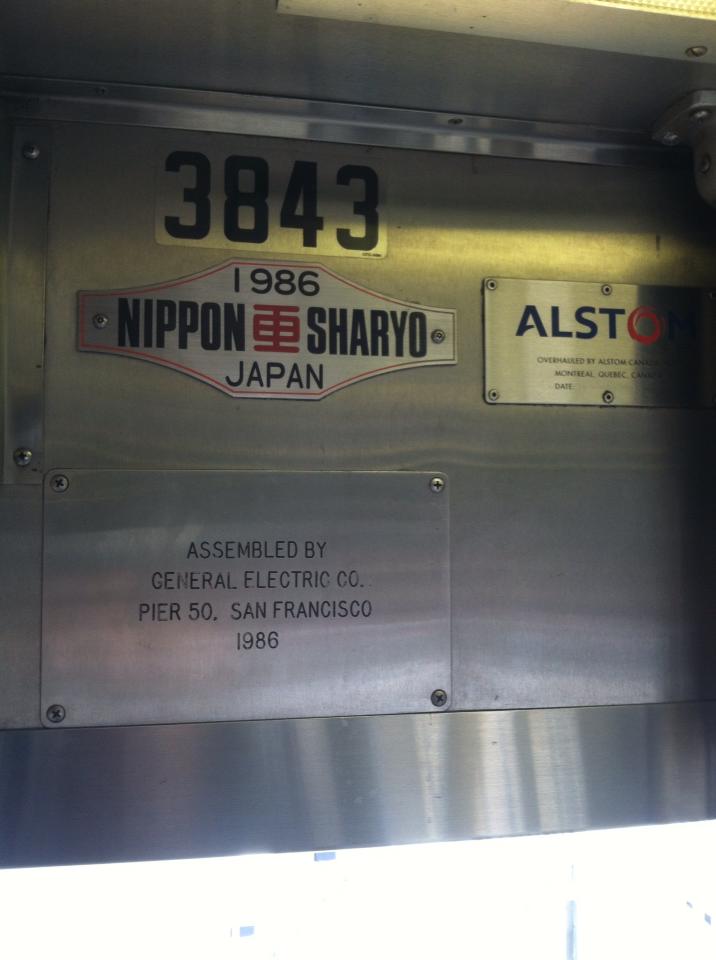 3843
1986
NIPPON 車 SHARYO
JAPAN
ALSTOM
OVERHAULED BY ALSTOM CANADA
MONTREAL, QUEBEC, CANADA
DATE:
ASSEMBLED BY
GENERAL ELECTRIC CO.
PIER 50, SAN FRANCISCO
1986